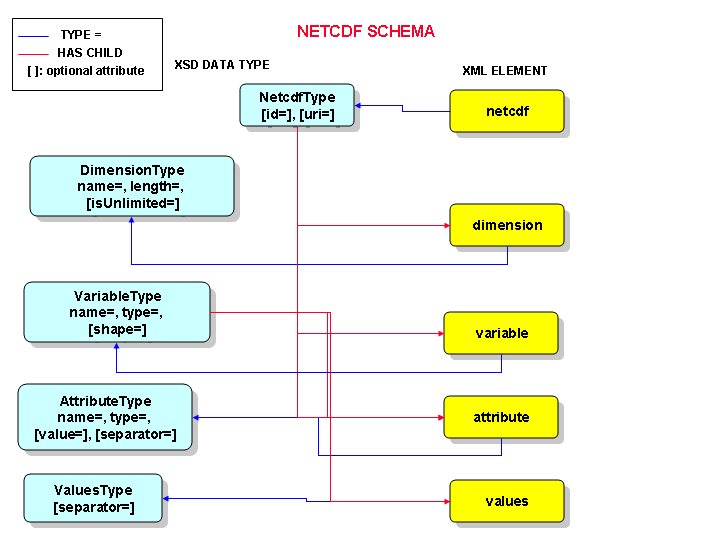 NETCDF SCHEMA
TYPE =
HAS CHILD
[ ]: optional attribute
XSD DATA TYPE
XML ELEMENT
NetcdfType
[id=], [uri=]
netcdf
DimensionType
name=, length=,
[isUnlimited=]
dimension
VariableType
name=, type=,
[shape=]
variable
AttributeType
name=, type=,
[value=], [separator=]
attribute
ValuesType
[separator=]
values